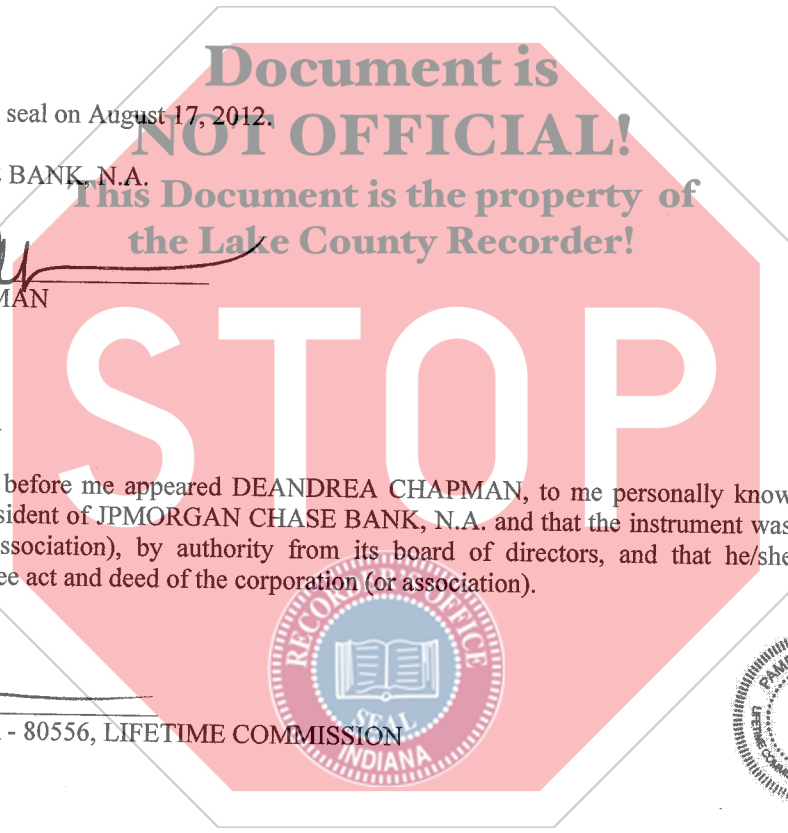 Document is
seal on August 17, 2012.
NOT OFFICIAL!
BANK, N.A.
This Document is the property of
the Lake County Recorder!
MAN
STOP
before me appeared DEANDREA CHAPMAN, to me personally know
sident of JPMORGAN CHASE BANK, N.A. and that the instrument was
ssociation), by authority from its board of directors, and that he/she
ee act and deed of the corporation (or association).
OFFICE
SEAL
INDIANA
- 80556, LIFETIME COMMISSION
PAM
LIFETIME COMM